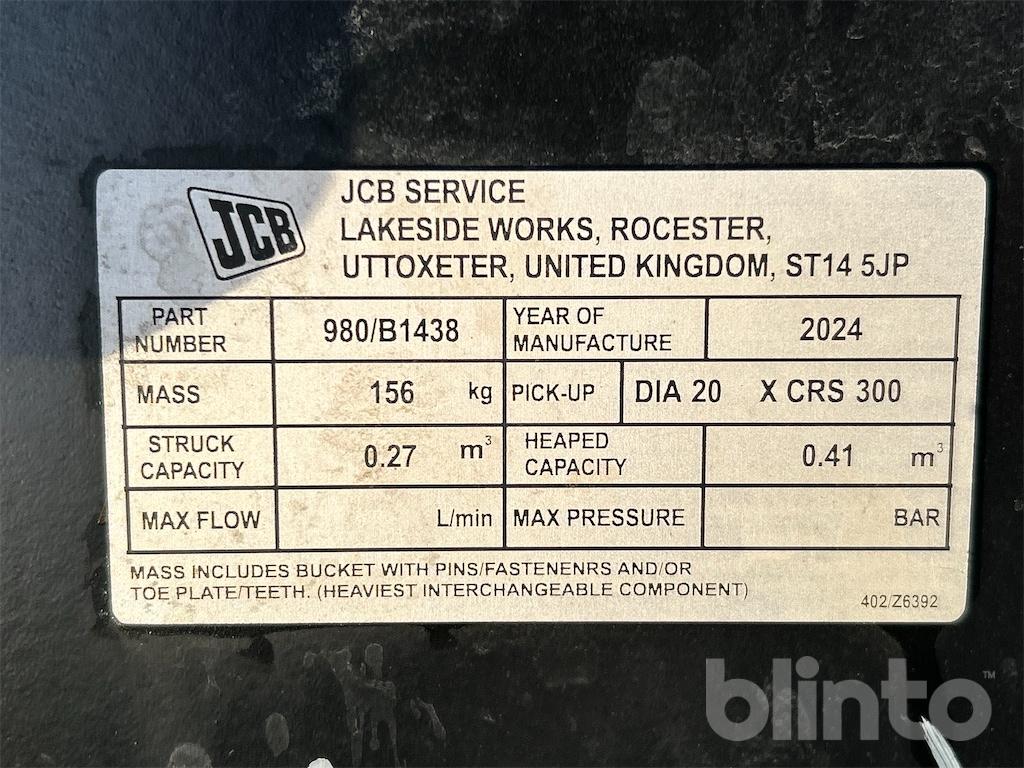 JCB
JCB SERVICE
LAKESIDE WORKS, ROCESTER,
UTTOXETER, UNITED KINGDOM, ST14 5JP
PART NUMBER 980/B1438 YEAR OF MANUFACTURE 2024
MASS 156 kg PICK-UP DIA 20 X CRS 300
STRUCK CAPACITY 0.27 m³ HEAPED CAPACITY 0.41 m³
MAX FLOW L/min MAX PRESSURE BAR
MASS INCLUDES BUCKET WITH PINS/FASTENENRS AND/OR
TOE PLATE/TEETH. (HEAVIEST INTERCHANGEABLE COMPONENT)
402/Z6392
blinto™